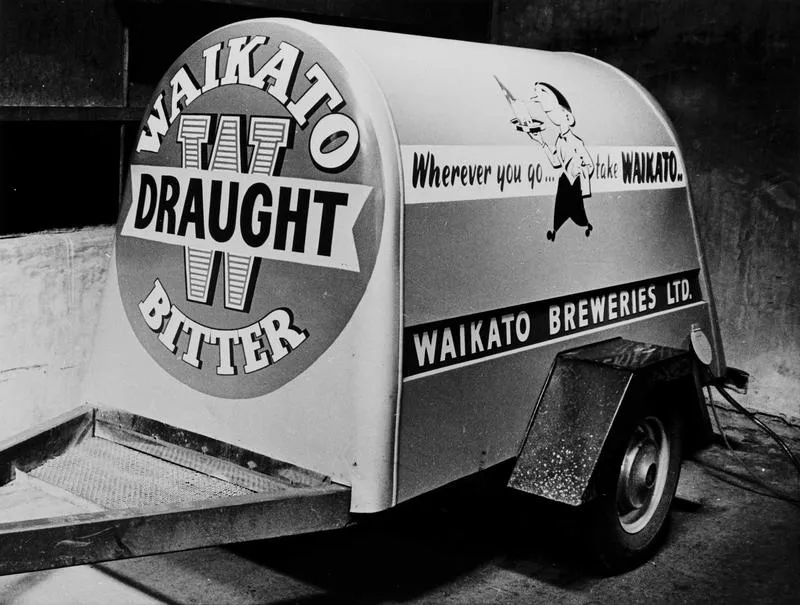 WAIKATO
W
DRAUGHT
BITTER
Wherever you go... take WAIKATO..
WAIKATO BREWERIES LTD.